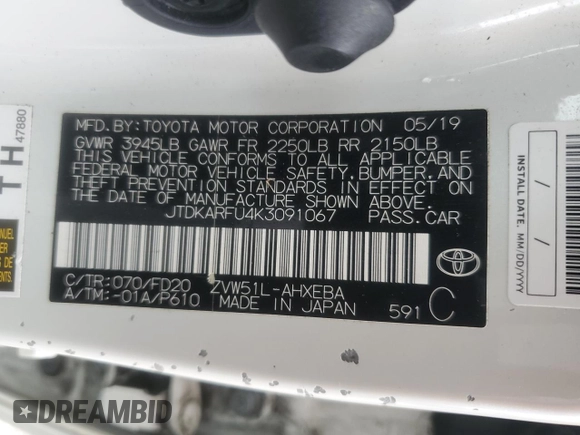 MFD. BY: TOYOTA MOTOR CORPORATION 05/19
GVWR 3945LB GAWR FR 2250LB RR 2150LB
THIS VEHICLE CONFORMS TO ALL APPLICABLE
FEDERAL MOTOR VEHICLE SAFETY, BUMPER, AND
THEFT PREVENTION STANDARDS IN EFFECT ON
THE DATE OF MANUFACTURE SHOWN ABOVE.
JTDKARFU4K3091067 PASS. CAR
C/TR: 070/FD20 ZVW51L-AHXEBA
A/TM: -01A/P610 MADE IN JAPAN 591 C
TOYOTA
T H
47880
NUEL
INSTALL DATE: MM/DD/YYYY
/ /
DREAMBID